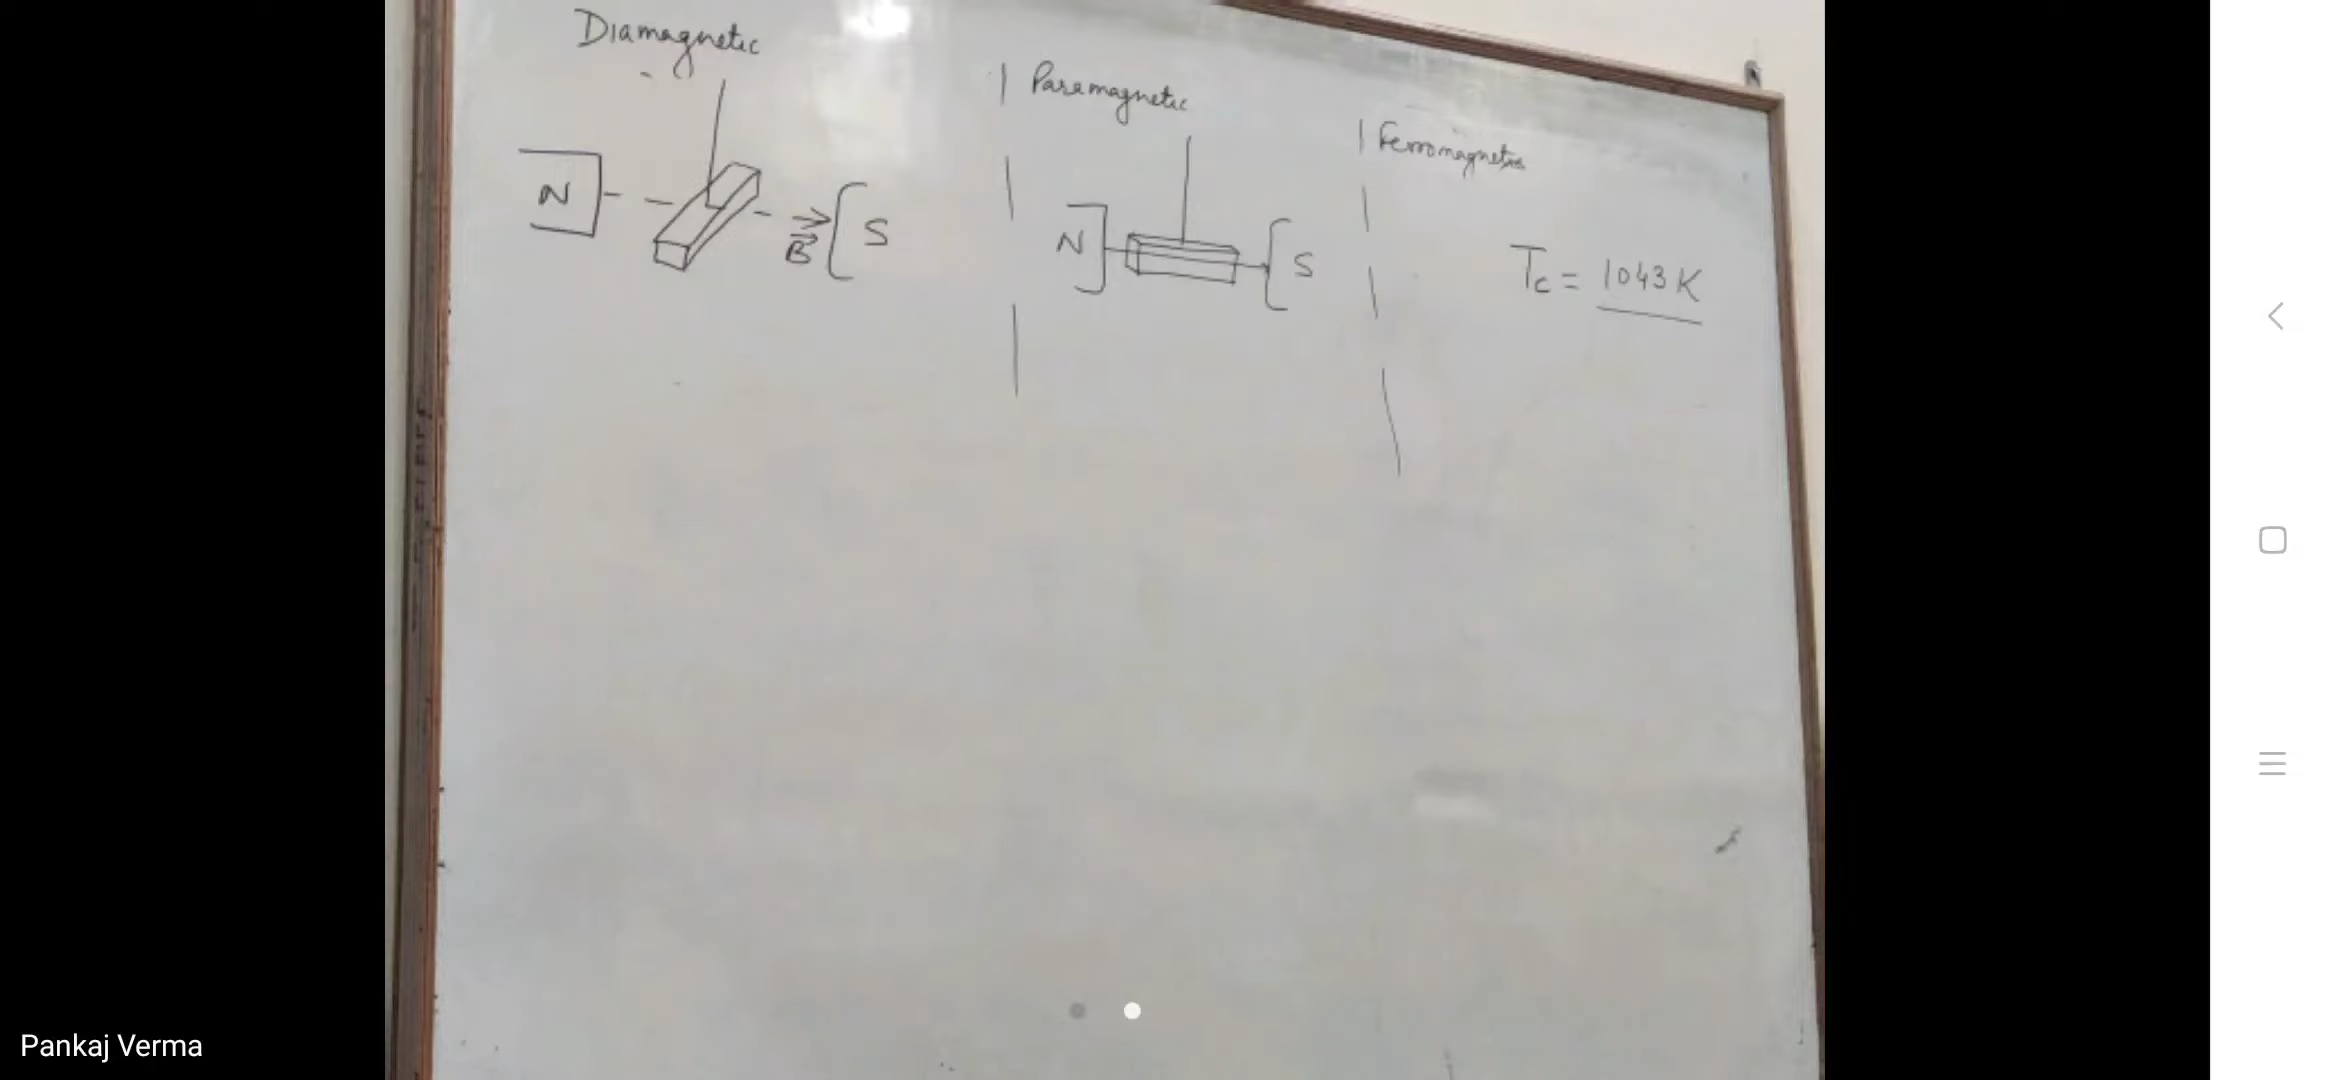 Diamagnetic
N
B
S
Paramagnetic
N
S
Ferromagnetic
Tc = 1043 K
Pankaj Verma